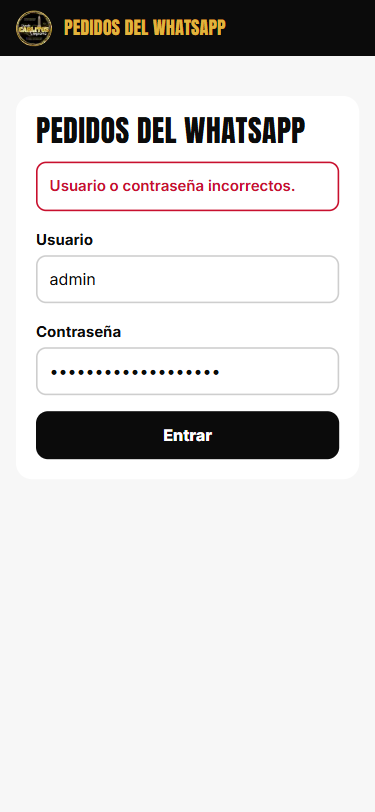 PEDIDOS DEL WHATSAPP
PEDIDOS DEL WHATSAPP
Usuario o contraseña incorrectos.
Usuario
admin
Contraseña
Entrar